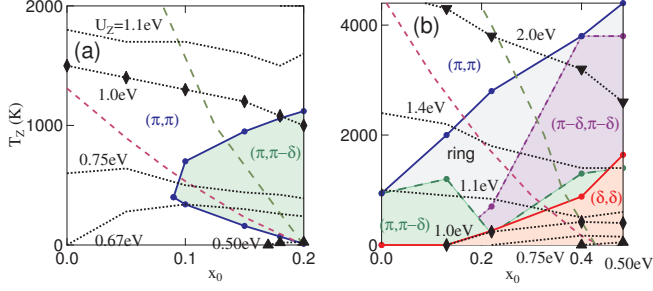 (a)
U_Z=1.1eV
1.0eV
(π,π)
(π,π−δ)
0.75eV
0.67eV
0.50eV
T_Z (K)
2000
1000
0
0.0
0.1
0.2
x_0
(b)
2.0eV
(π,π)
1.4eV
(π−δ,π−δ)
ring
1.1eV
(δ,δ)
(π,π−δ)
1.0eV
0.75eV
0.50eV
4000
2000
0
0.0
0.2
0.4
x_0